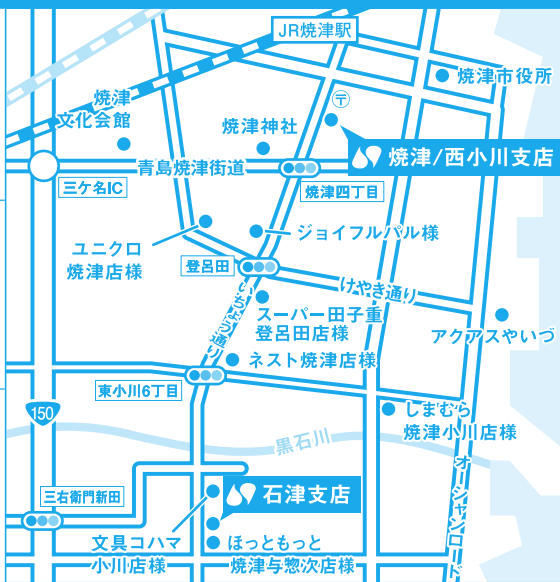 JR焼津駅
焼津市役所
焼津
文化会館
〒
焼津神社
焼津/西小川支店
青島焼津街道
三ケ名IC
焼津四丁目
ユニクロ
焼津店様
ジョイフルパル様
登呂田
けやき通り
いちょう通り
スーパー田子重
登呂田店様
アクアスやいづ
ネスト焼津店様
東小川6丁目
150
しまむら
焼津小川店様
黒石川
オーシャンロード
三右衛門新田
石津支店
文具コハマ
小川店様
ほっともっと
焼津与惣次店様